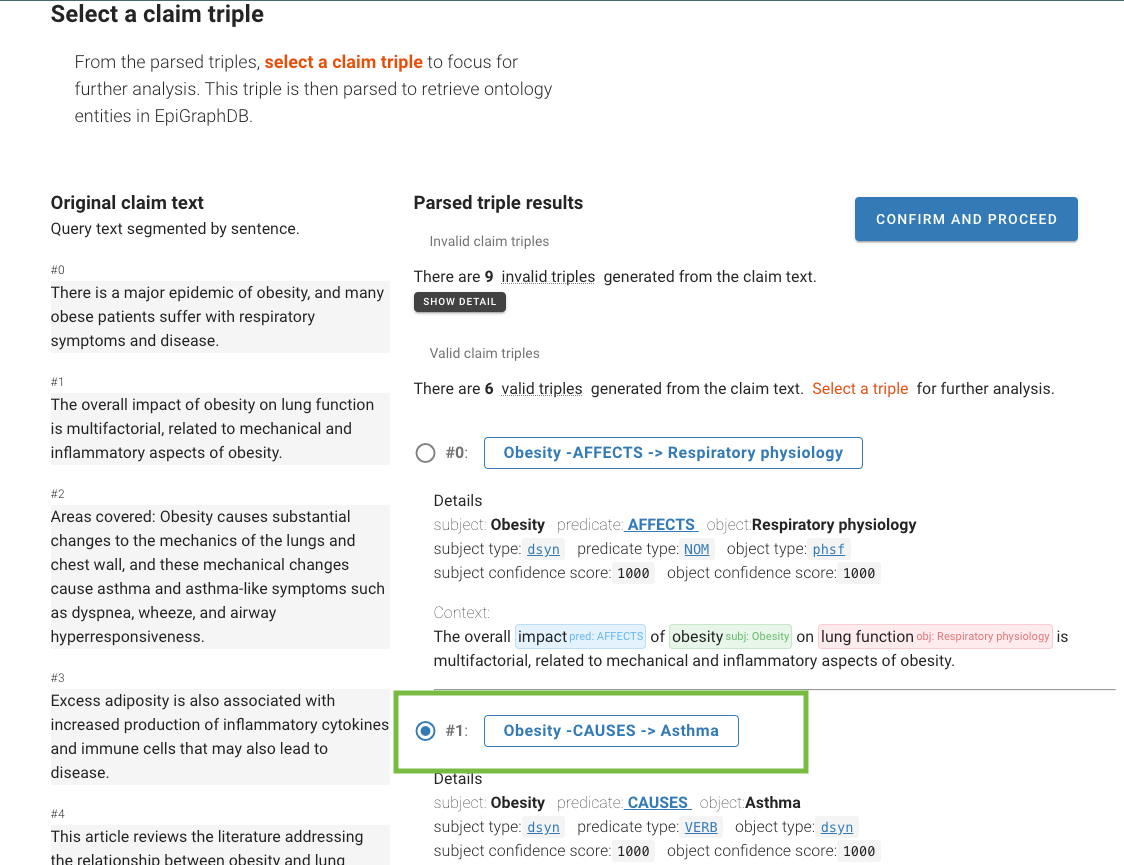 Select a claim triple
From the parsed triples, select a claim triple to focus for
further analysis. This triple is then parsed to retrieve ontology
entities in EpiGraphDB.
Original claim text
Query text segmented by sentence.
#0
There is a major epidemic of obesity, and many
obese patients suffer with respiratory
symptoms and disease.
#1
The overall impact of obesity on lung function
is multifactorial, related to mechanical and
inflammatory aspects of obesity.
#2
Areas covered: Obesity causes substantial
changes to the mechanics of the lungs and
chest wall, and these mechanical changes
cause asthma and asthma-like symptoms such
as dyspnea, wheeze, and airway
hyperresponsiveness.
#3
Excess adiposity is also associated with
increased production of inflammatory cytokines
and immune cells that may also lead to
disease.
#4
This article reviews the literature addressing
the relationship between obesity and lung
Parsed triple results
CONFIRM AND PROCEED
Invalid claim triples
There are 9 invalid triples generated from the claim text.
SHOW DETAIL
Valid claim triples
There are 6 valid triples generated from the claim text. Select a triple for further analysis.
#0: Obesity -AFFECTS -> Respiratory physiology
Details
subject: Obesity predicate: AFFECTS object:Respiratory physiology
subject type: dsyn predicate type: NOM object type: phsf
subject confidence score: 1000 object confidence score: 1000
Context:
The overall impact pred: AFFECTS of obesity subj: Obesity on lung function obj: Respiratory physiology is
multifactorial, related to mechanical and inflammatory aspects of obesity.
#1: Obesity -CAUSES -> Asthma
Details
subject: Obesity predicate: CAUSES object:Asthma
subject type: dsyn predicate type: VERB object type: dsyn
subject confidence score: 1000 object confidence score: 1000